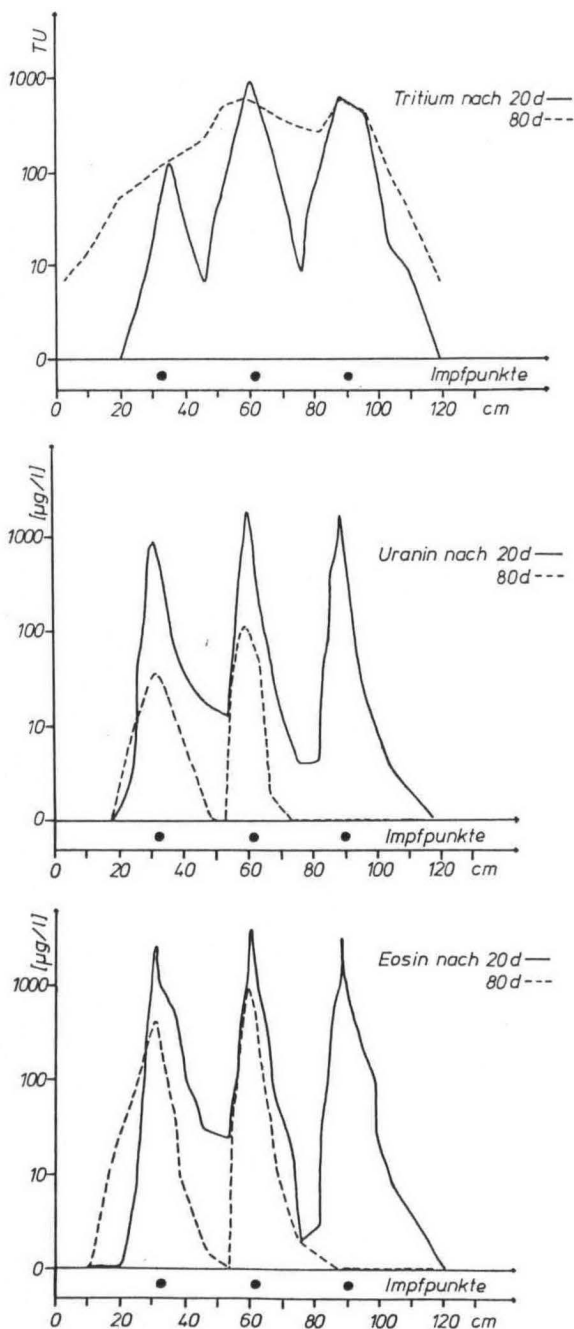 TU
1000
100
10
0
Tritium nach 20d —
80d ---
Impfpunkte
0 20 40 60 80 100 120 cm
[µg/l]
1000
100
10
0
Uranin nach 20d —
80d ---
Impfpunkte
0 20 40 60 80 100 120 cm
[µg/l]
1000
100
10
0
Eosin nach 20d —
80d ---
Impfpunkte
0 20 40 60 80 100 120 cm